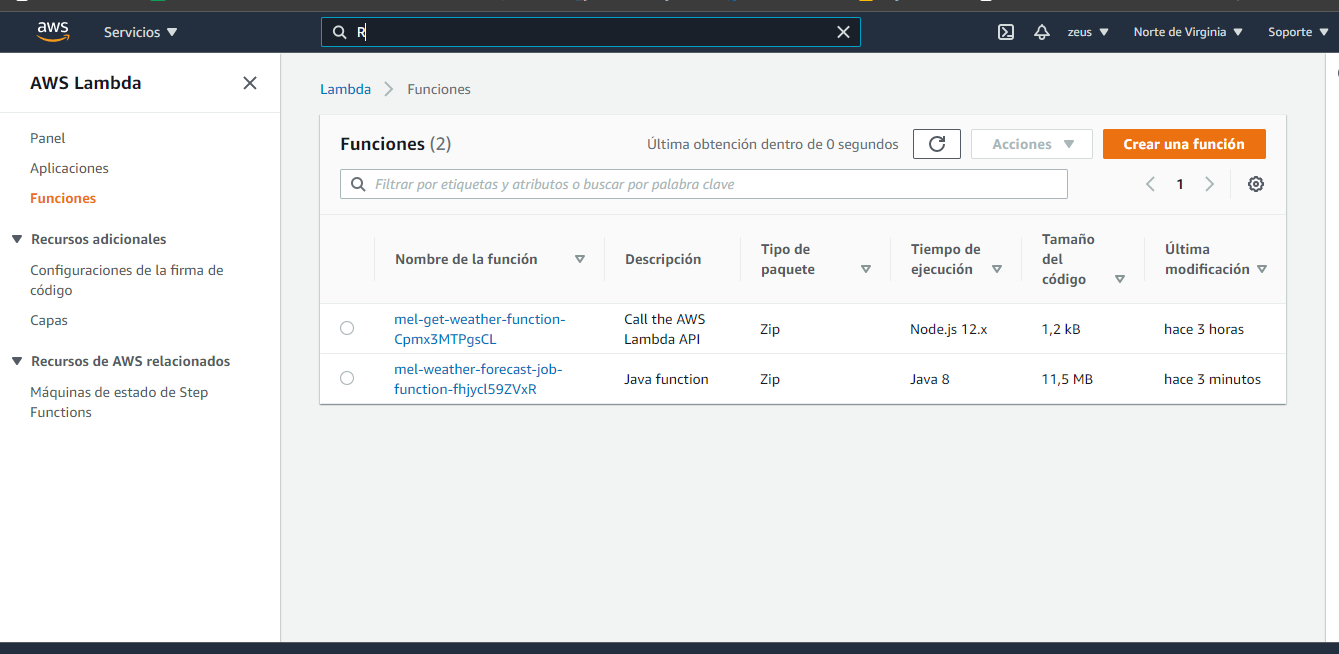 aws
Servicios
R
zeus
Norte de Virginia
Soporte
AWS Lambda
Panel
Aplicaciones
Funciones
Recursos adicionales
Configuraciones de la firma de
código
Capas
Recursos de AWS relacionados
Máquinas de estado de Step
Functions
Lambda
Funciones
Funciones (2)
Última obtención dentro de 0 segundos
Acciones
Crear una función
Filtrar por etiquetas y atributos o buscar por palabra clave
1
Nombre de la función
Descripción
Tipo de
paquete
Tiempo de
ejecución
Tamaño
del
código
Última
modificación
mel-get-weather-function-
Cpmx3MTPgsCL
Call the AWS
Lambda API
Zip
Node.js 12.x
1,2 kB
hace 3 horas
mel-weather-forecast-job-
function-fhjycl59ZVxR
Java function
Zip
Java 8
11,5 MB
hace 3 minutos